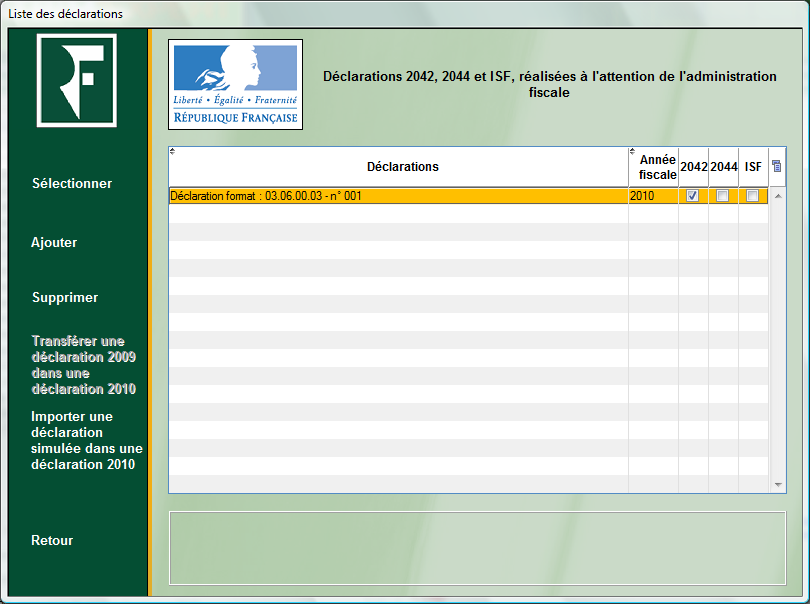 Liste des déclarations
Liberté • Égalité • Fraternité
RÉPUBLIQUE FRANÇAISE
Déclarations 2042, 2044 et ISF, réalisées à l'attention de l'administration
fiscale
Sélectionner
Ajouter
Supprimer
Transférer une
déclaration 2009
dans une
déclaration 2010
Importer une
déclaration
simulée dans une
déclaration 2010
Retour
Déclarations
Année
fiscale
2042
2044
ISF
Déclaration format : 03.06.00.03 - n° 001
2010